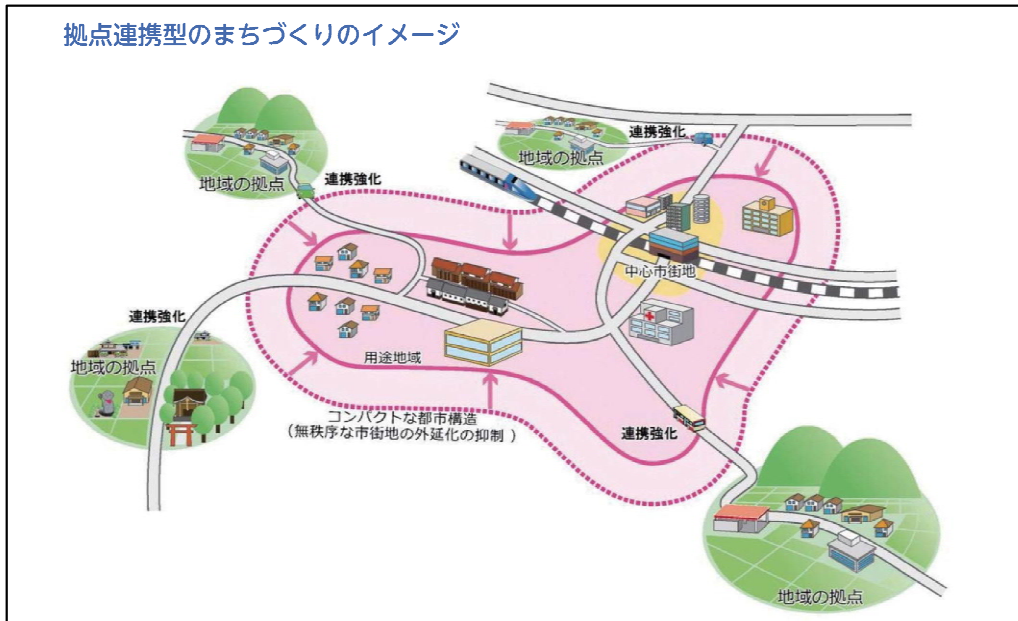 拠点連携型のまちづくりのイメージ
連携強化
地域の拠点
地域の拠点
連携強化
中心市街地
連携強化
地域の拠点
用途地域
コンパクトな都市構造
(無秩序な市街地の外延化の抑制)
連携強化
地域の拠点